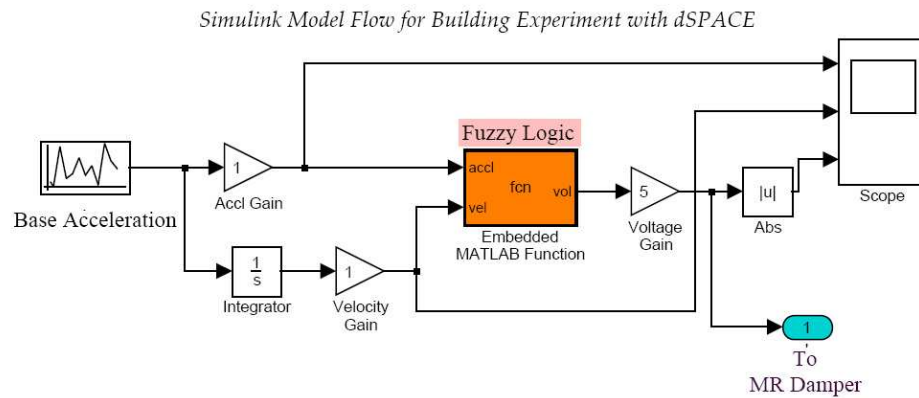 Simulink Model Flow for Building Experiment with dSPACE
Fuzzy Logic
accl
fcn
vol
vel
Embedded
MATLAB Function
Base Acceleration
1
Accl Gain
1
s
Integrator
1
Velocity
Gain
5
Voltage
Gain
|u|
Abs
Scope
1
To
MR Damper